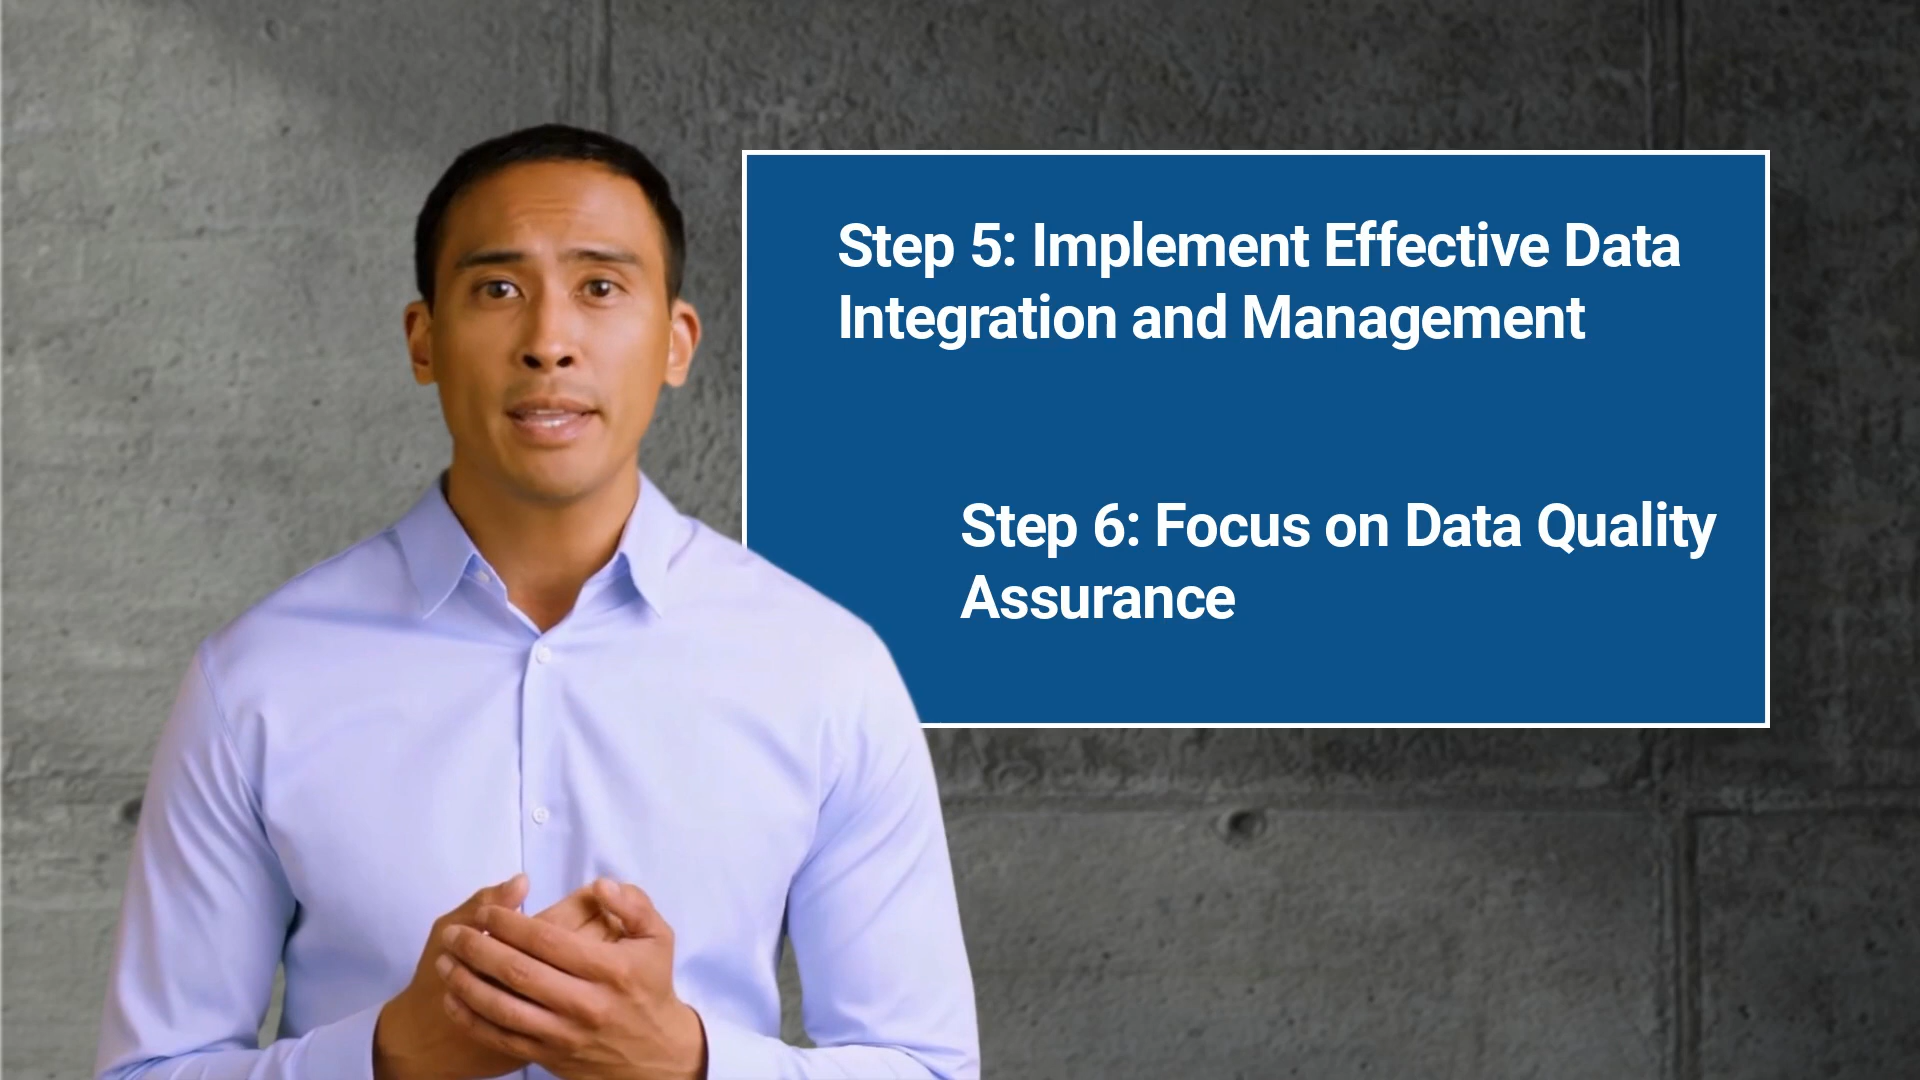 Step 5: Implement Effective Data
Integration and Management
Step 6: Focus on Data Quality
Assurance